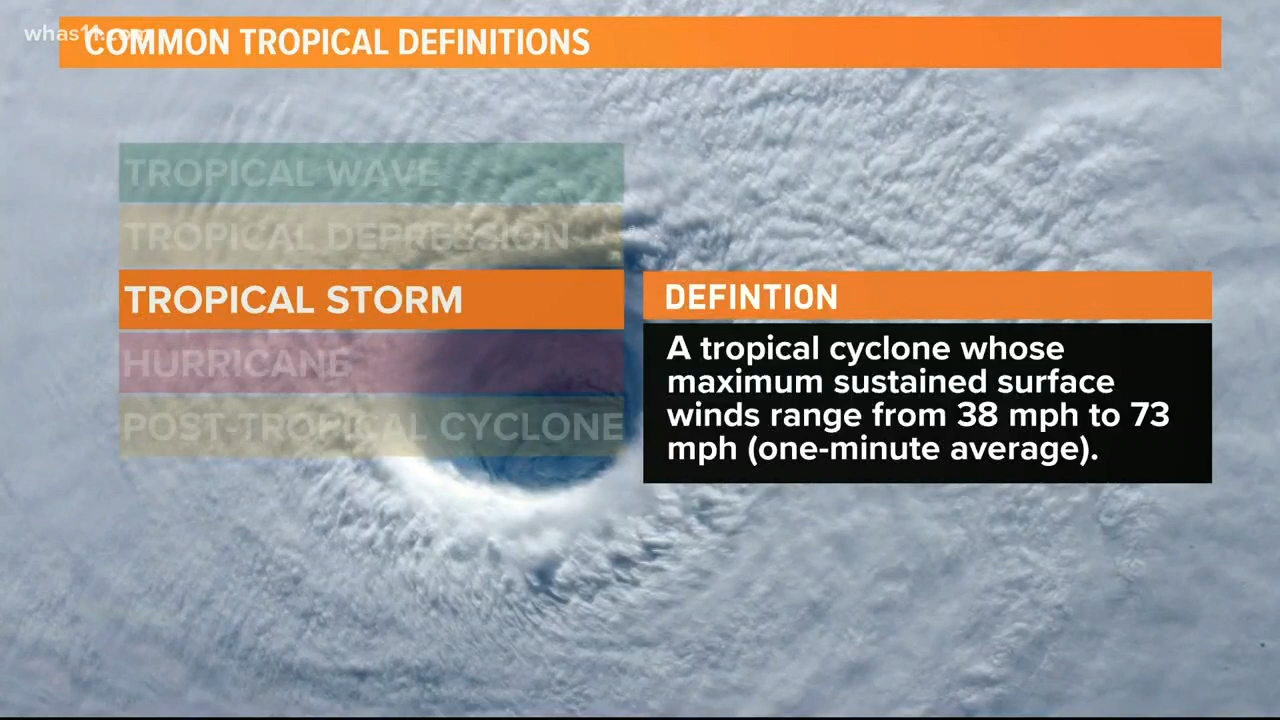 whas11.com
COMMON TROPICAL DEFINITIONS
TROPICAL WAVE
TROPICAL DEPRESSION
TROPICAL STORM
HURRICANE
POST-TROPICAL CYCLONE
DEFINTION
A tropical cyclone whose
maximum sustained surface
winds range from 38 mph to 73
mph (one-minute average).